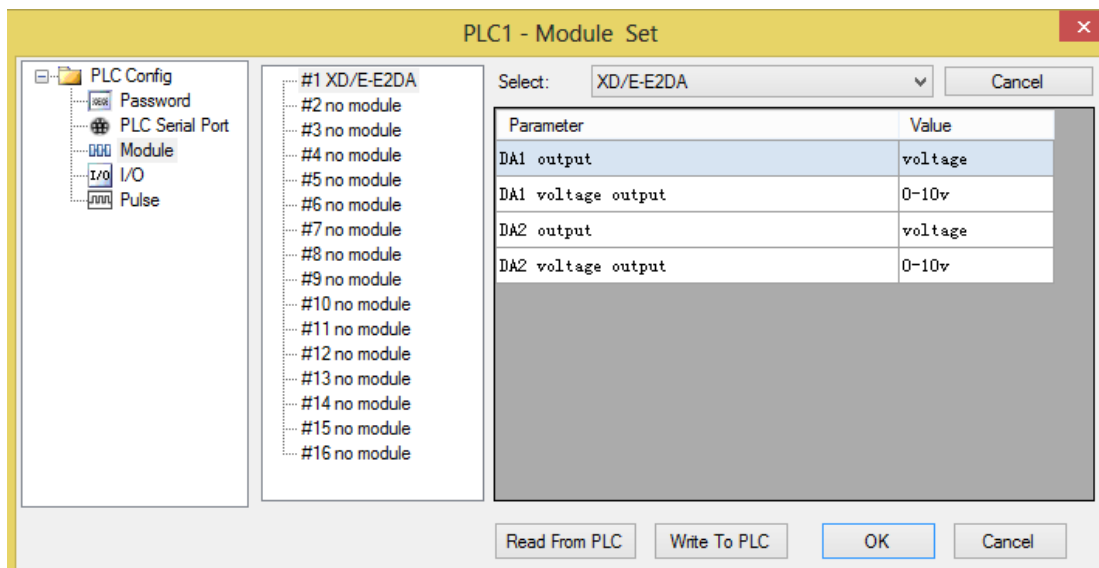 PLC1 - Module Set
×
PLC Config
Password
PLC Serial Port
Module
I/O I/O
Pulse
#1 XD/E-E2DA
#2 no module
#3 no module
#4 no module
#5 no module
#6 no module
#7 no module
#8 no module
#9 no module
#10 no module
#11 no module
#12 no module
#13 no module
#14 no module
#15 no module
#16 no module
Select: XD/E-E2DA Cancel
Parameter Value
DA1 output voltage
DA1 voltage output 0-10v
DA2 output voltage
DA2 voltage output 0-10v
Read From PLC Write To PLC OK Cancel